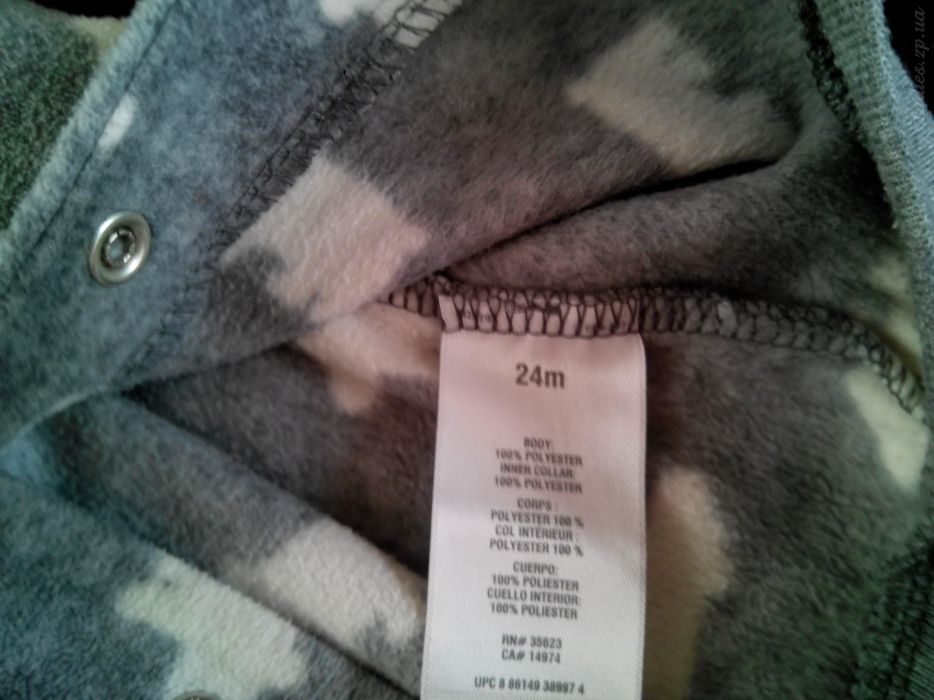 24m
BODY:
100% POLYESTER
INNER COLLAR:
100% POLYESTER
CORPS :
POLYESTER 100 %
COL INTERIEUR :
POLYESTER 100 %
CUERPO:
100% POLIESTER
CUELLO INTERIOR:
100% POLIESTER
RN# 35623
CA# 14974
UPC 8 86149 38997 4